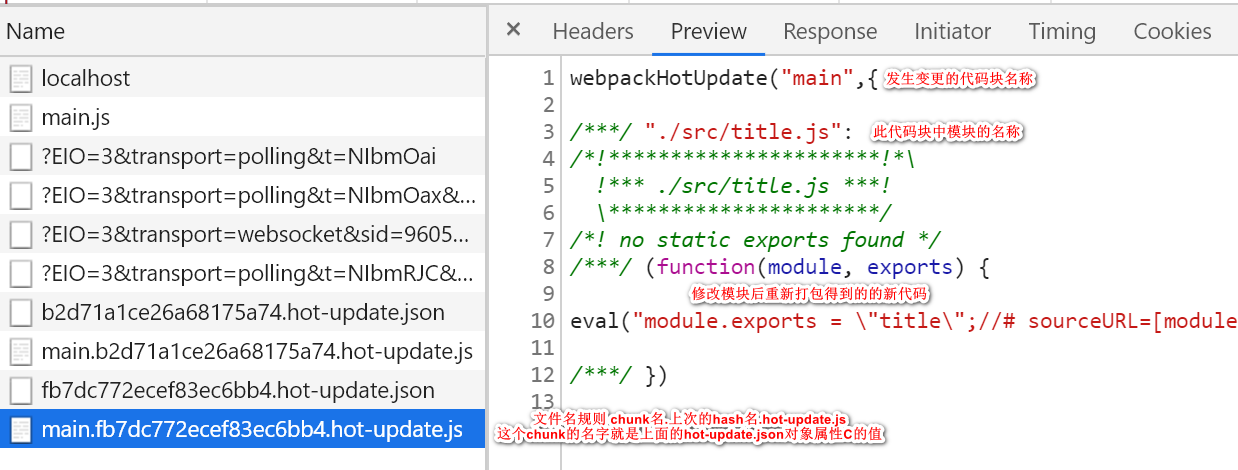 Name
localhost
main.js
?EIO=3&transport=polling&t=NIbmOai
?EIO=3&transport=polling&t=NIbmOax&...
?EIO=3&transport=websocket&sid=9605...
?EIO=3&transport=polling&t=NIbmRJC&...
b2d71a1ce26a68175a74.hot-update.json
main.b2d71a1ce26a68175a74.hot-update.js
fb7dc772ecef83ec6bb4.hot-update.json
main.fb7dc772ecef83ec6bb4.hot-update.js
× Headers Preview Response Initiator Timing Cookies
1 webpackHotUpdate("main",{ 发生变更的代码块名称
2
3 /***/ "./src/title.js": 此代码块中模块的名称
4 /*!**********************!*\
5   !*** ./src/title.js ***!
6   \**********************/
7 /*! no static exports found */
8 /***/ (function(module, exports) {
9 修改模块后重新打包得到的的新代码
10 eval("module.exports = \"title\";//# sourceURL=[module
11
12 /***/ })
13
文件名规则 chunk名.上次的hash名.hot-update.js
这个chunk的名字就是上面的hot-update.json对象属性C的值